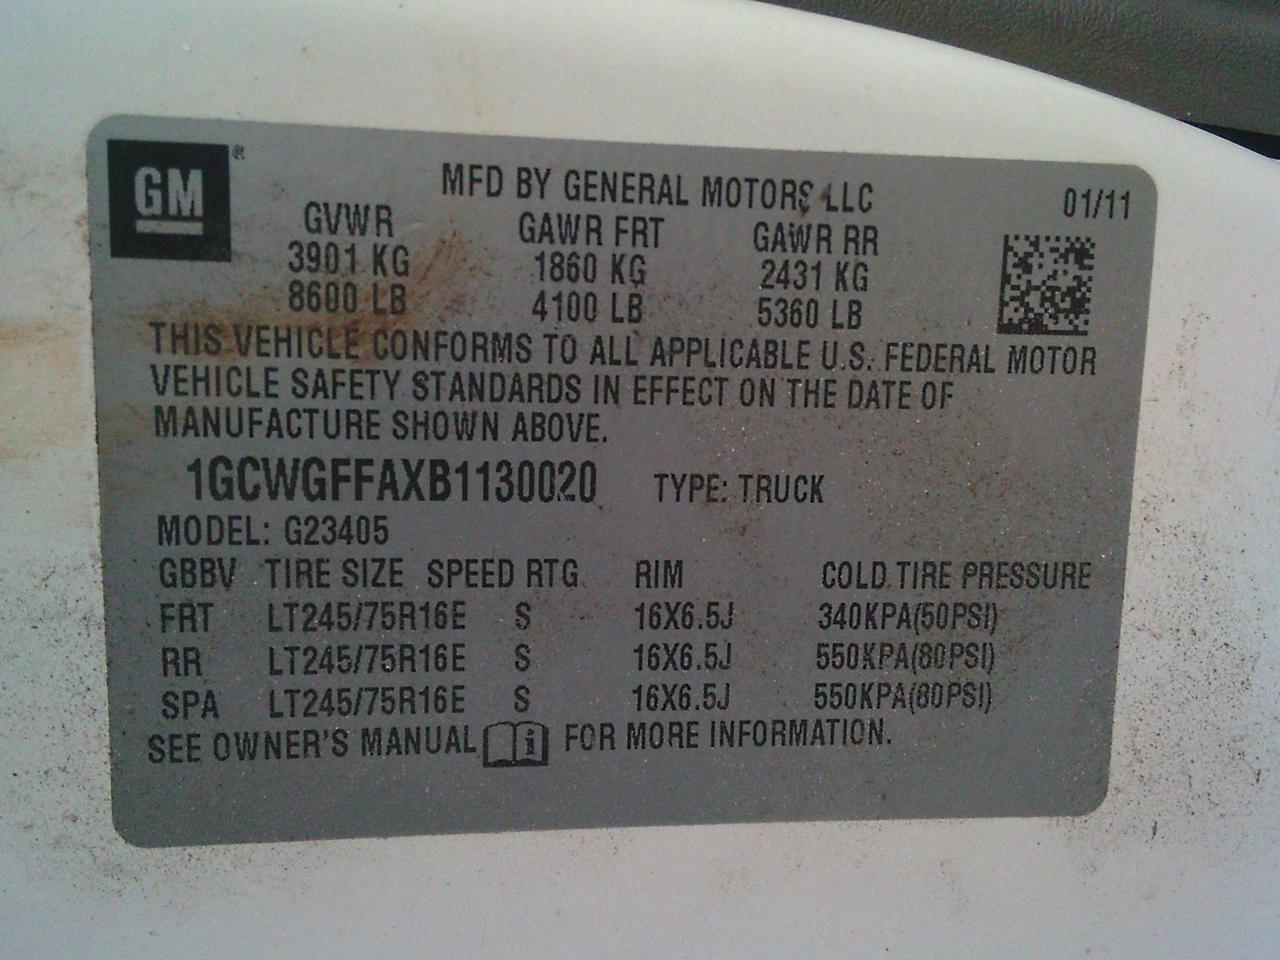 GM®
MFD BY GENERAL MOTORS LLC
01/11
GVWR GAWR FRT GAWR RR
3901 KG 1860 KG 2431 KG
8600 LB 4100 LB 5360 LB
THIS VEHICLE CONFORMS TO ALL APPLICABLE U.S. FEDERAL MOTOR
VEHICLE SAFETY STANDARDS IN EFFECT ON THE DATE OF
MANUFACTURE SHOWN ABOVE.
1GCWGFFAXB1130020 TYPE: TRUCK
MODEL: G23405
GBBV TIRE SIZE SPEED RTG RIM COLD TIRE PRESSURE
FRT LT245/75R16E S 16X6.5J 340KPA(50PSI)
RR LT245/75R16E S 16X6.5J 550KPA(80PSI)
SPA LT245/75R16E S 16X6.5J 550KPA(80PSI)
SEE OWNER'S MANUAL i FOR MORE INFORMATION.